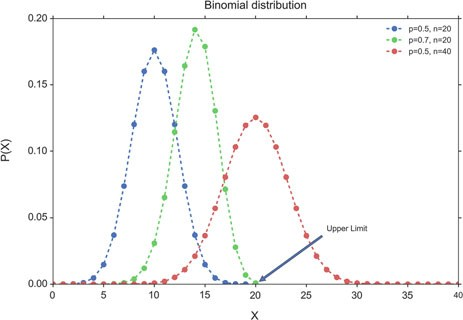 Binomial distribution
0.20
p=0.5, n=20
p=0.7, n=20
p=0.5, n=40
0.15
P(X)
0.10
0.05
Upper Limit
0.00
0 5 10 15 20 25 30 35 40
X